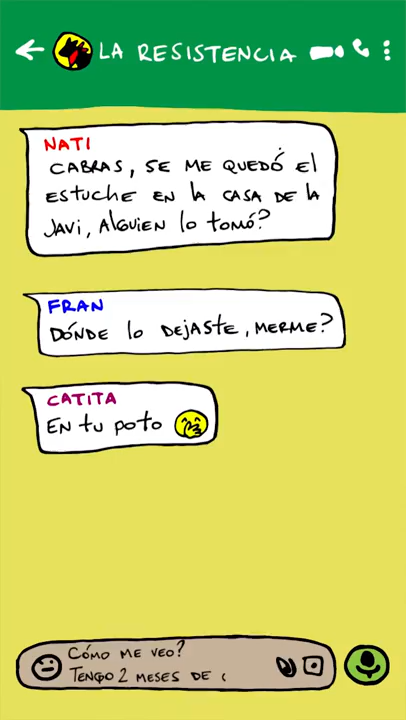 LA RESISTENCIA
NATI
CABRAS, SE ME QUEDÓ El
ESTUCHE EN lA CASA DE lA
JAVI, AlGUIEN lO TOMÓ?
FRAN
DÓNDE lO DEJASTE, MERME?
CATITA
EN tu poto
CÓMO ME VEO?
TENGO 2 MESES DE